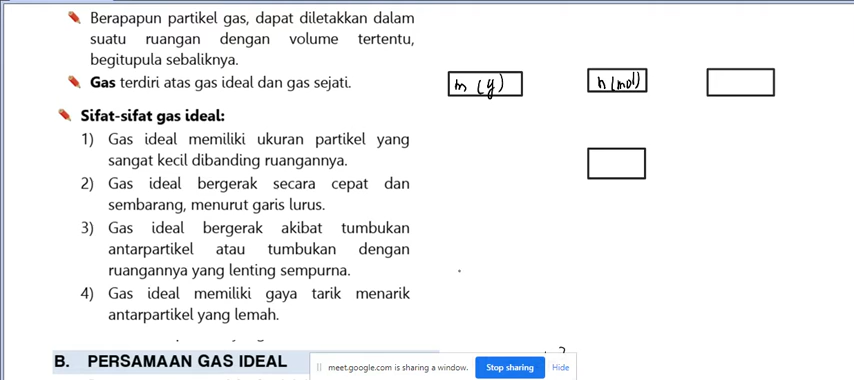 Berapapun partikel gas, dapat diletakkan dalam
suatu ruangan dengan volume tertentu,
begitupula sebaliknya.
Gas terdiri atas gas ideal dan gas sejati.
Sifat-sifat gas ideal:
1) Gas ideal memiliki ukuran partikel yang
sangat kecil dibanding ruangannya.
2) Gas ideal bergerak secara cepat dan
sembarang, menurut garis lurus.
3) Gas ideal bergerak akibat tumbukan
antarpartikel atau tumbukan dengan
ruangannya yang lenting sempurna.
4) Gas ideal memiliki gaya tarik menarik
antarpartikel yang lemah.
B. PERSAMAAN GAS IDEAL
m (g)
n (mol)
meet.google.com is sharing a window.
Stop sharing
Hide